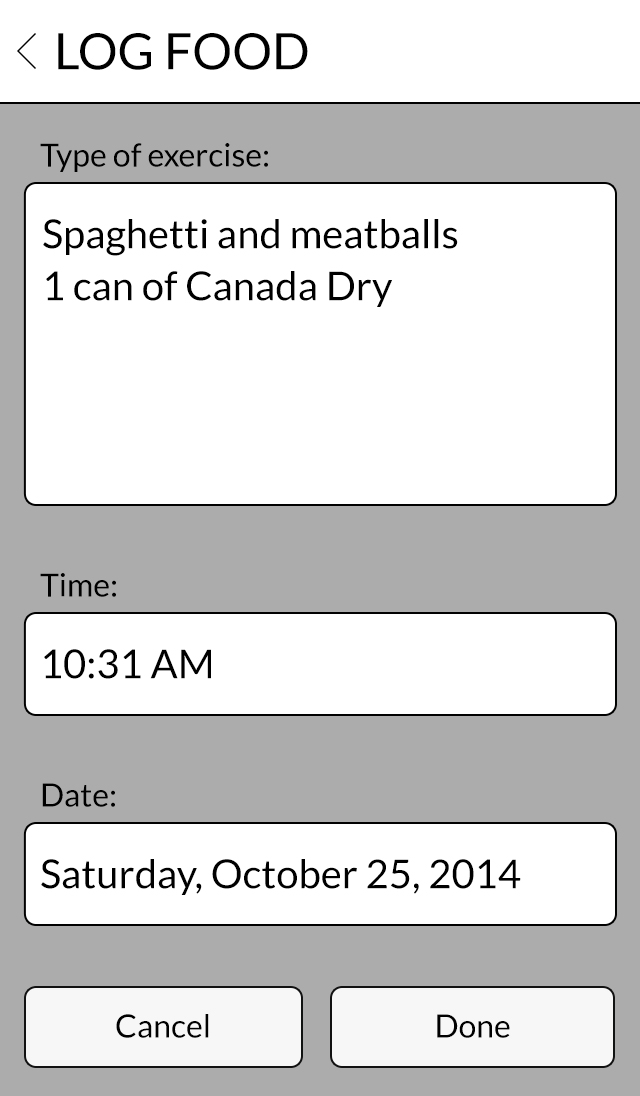 LOG FOOD
Type of exercise:
Spaghetti and meatballs
1 can of Canada Dry
Time:
10:31 AM
Date:
Saturday, October 25, 2014
Cancel
Done